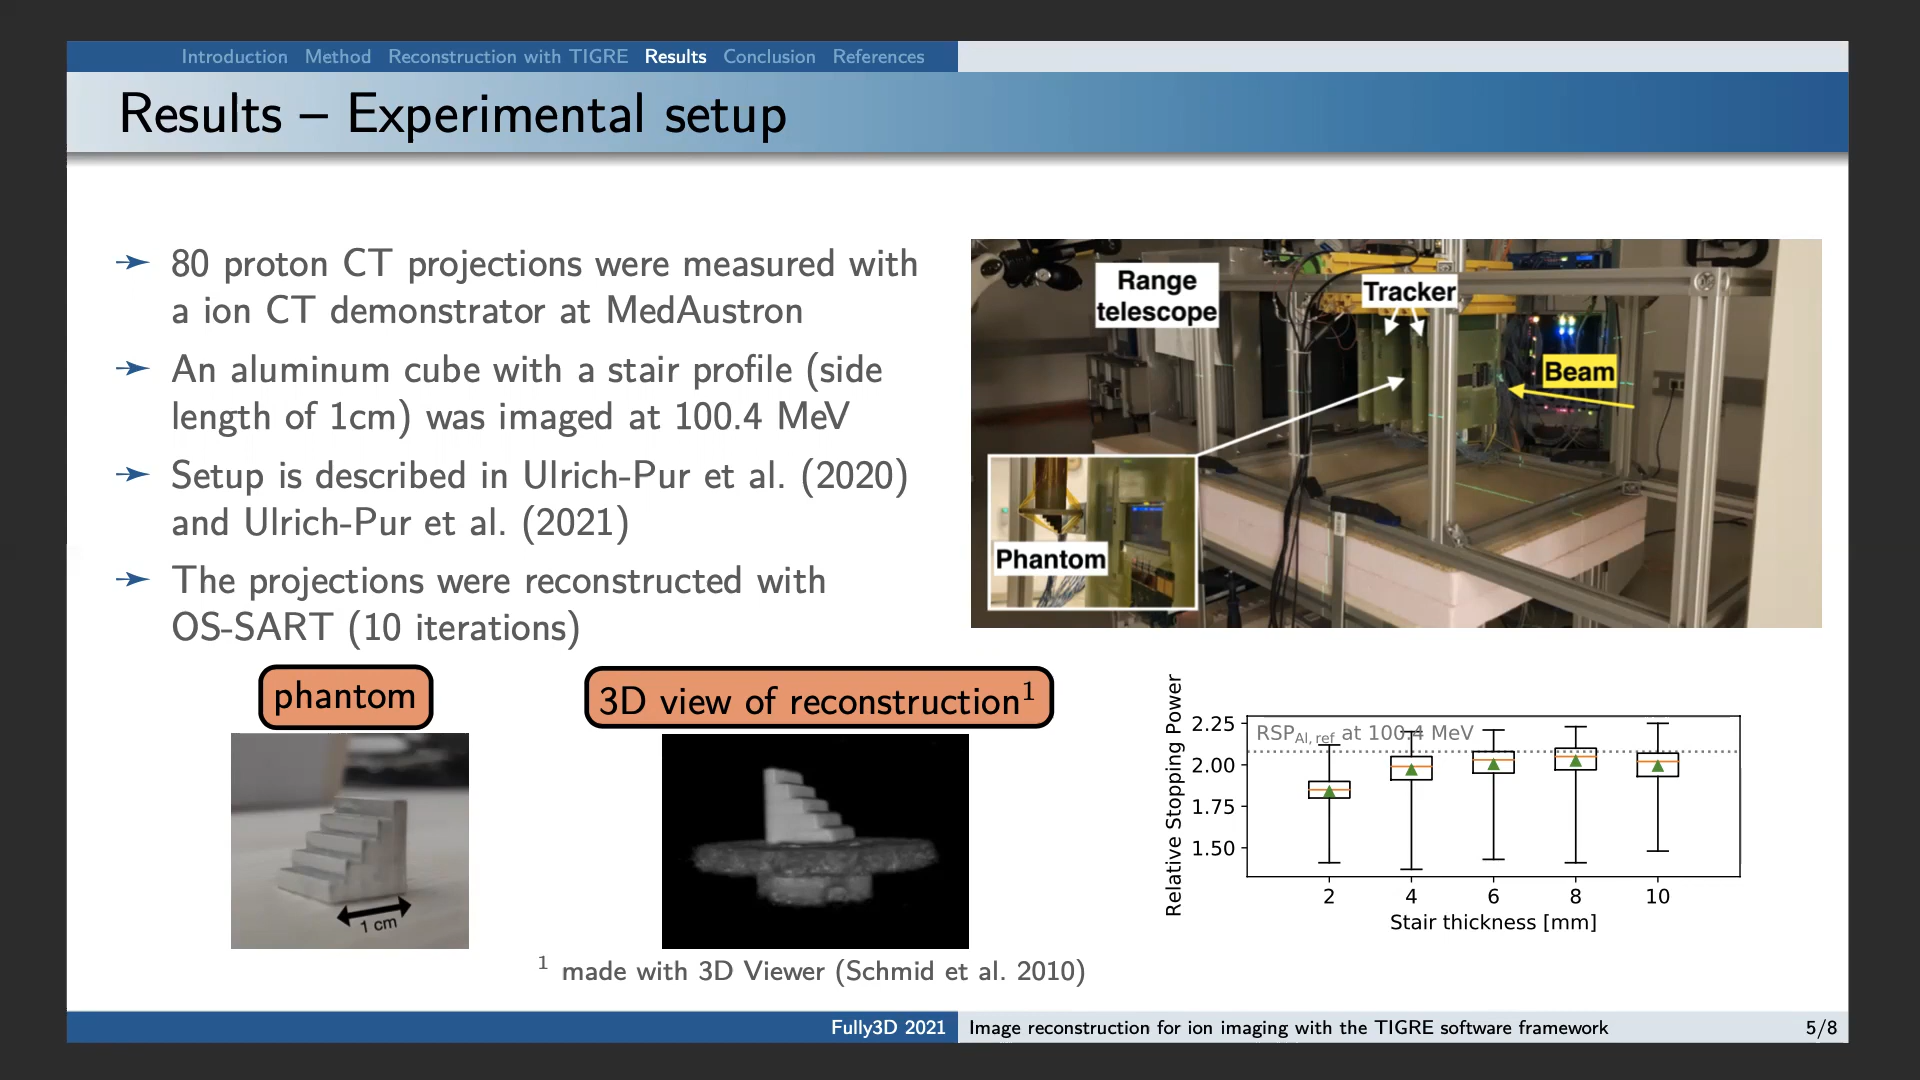 Introduction Method Reconstruction with TIGRE Results Conclusion References
Results – Experimental setup
80 proton CT projections were measured with
a ion CT demonstrator at MedAustron
An aluminum cube with a stair profile (side
length of 1cm) was imaged at 100.4 MeV
Setup is described in Ulrich-Pur et al. (2020)
and Ulrich-Pur et al. (2021)
The projections were reconstructed with
OS-SART (10 iterations)
Range
telescope
Tracker
Beam
Phantom
phantom
1 cm
3D view of reconstruction¹
¹ made with 3D Viewer (Schmid et al. 2010)
Relative Stopping Power
2.25
2.00
1.75
1.50
RSP_Al, ref at 100.4 MeV
2 4 6 8 10
Stair thickness [mm]
Fully3D 2021 Image reconstruction for ion imaging with the TIGRE software framework 5/8